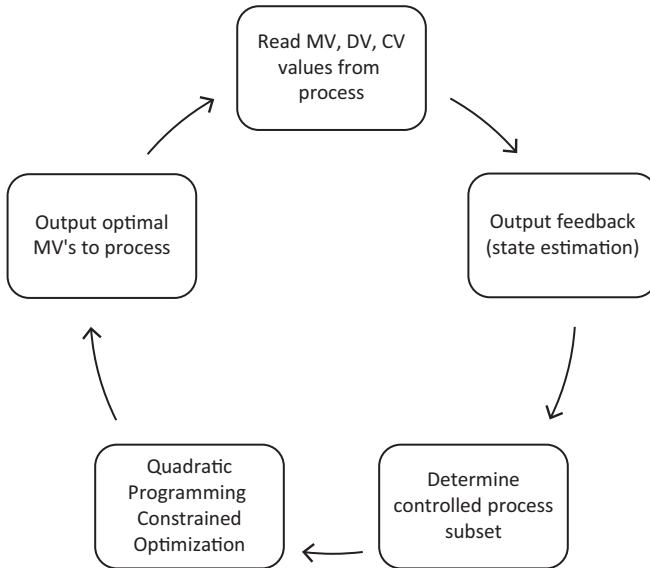 Read MV, DV, CV
values from
process
Output feedback
(state estimation)
Determine
controlled process
subset
Quadratic
Programming
Constrained
Optimization
Output optimal
MV's to process